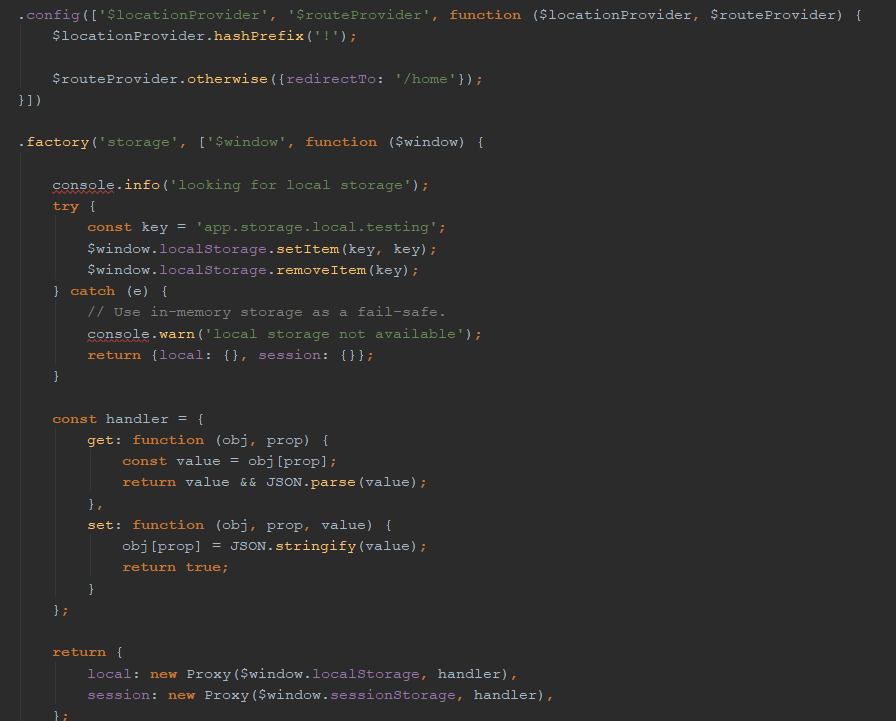 .config(['$locationProvider', '$routeProvider', function ($locationProvider, $routeProvider) {
    $locationProvider.hashPrefix('!');

    $routeProvider.otherwise({redirectTo: '/home'});
}])

.factory('storage', ['$window', function ($window) {

    console.info('looking for local storage');
    try {
        const key = 'app.storage.local.testing';
        $window.localStorage.setItem(key, key);
        $window.localStorage.removeItem(key);
    } catch (e) {
        // Use in-memory storage as a fail-safe.
        console.warn('local storage not available');
        return {local: {}, session: {}};
    }

    const handler = {
        get: function (obj, prop) {
            const value = obj[prop];
            return value && JSON.parse(value);
        },
        set: function (obj, prop, value) {
            obj[prop] = JSON.stringify(value);
            return true;
        }
    };

    return {
        local: new Proxy($window.localStorage, handler),
        session: new Proxy($window.sessionStorage, handler),
    };